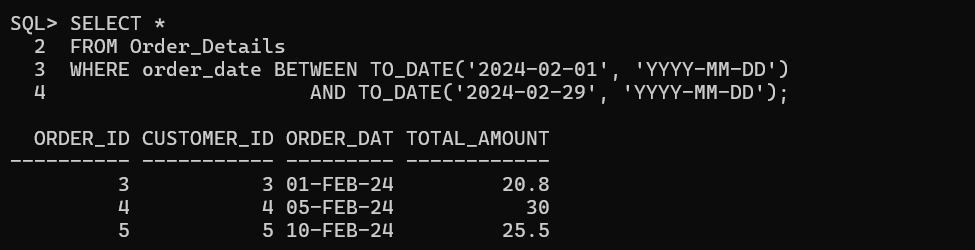 SQL> SELECT *
  2  FROM Order_Details
  3  WHERE order_date BETWEEN TO_DATE('2024-02-01', 'YYYY-MM-DD')
  4                      AND TO_DATE('2024-02-29', 'YYYY-MM-DD');
  ORDER_ID CUSTOMER_ID ORDER_DAT TOTAL_AMOUNT
---------- ----------- --------- ------------
         3           3 01-FEB-24         20.8
         4           4 05-FEB-24           30
         5           5 10-FEB-24         25.5